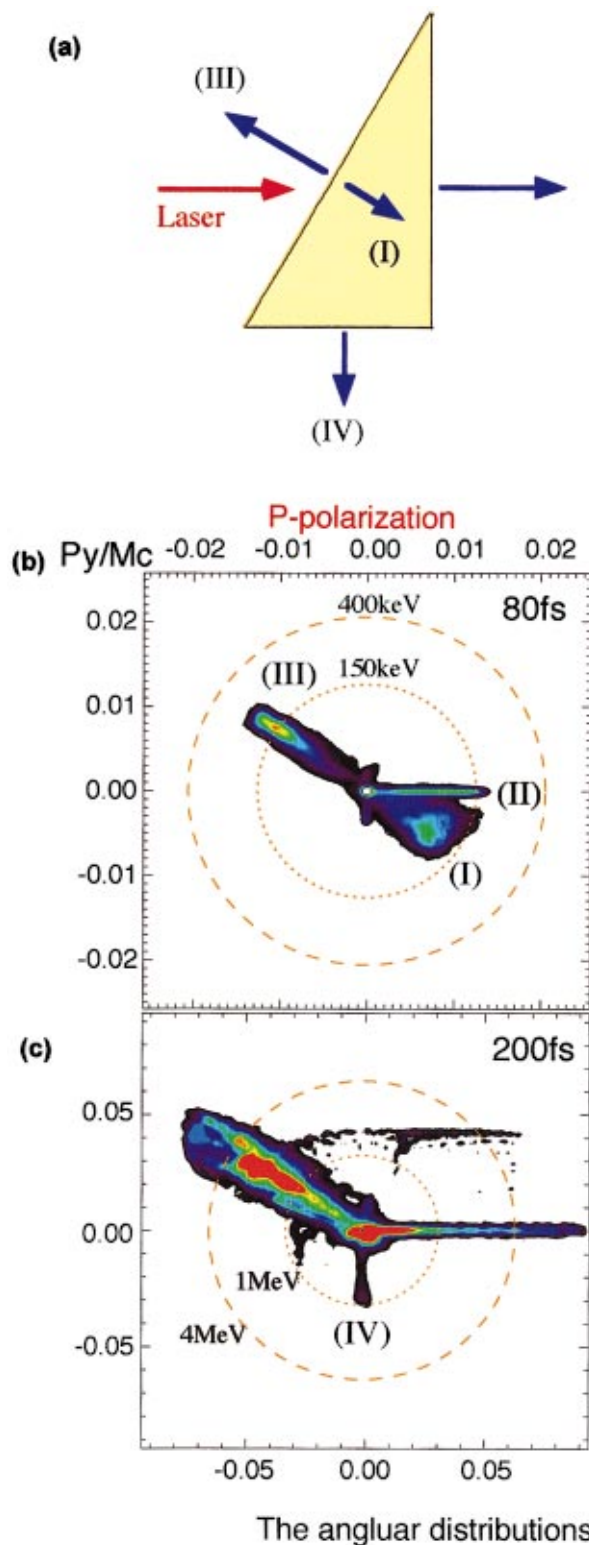 (a)
(III)
Laser
(I)
(IV)
P-polarization
(b) Py/Mc -0.02 -0.01 0.00 0.01 0.02
80fs
0.02
400keV
(III)
150keV
0.01
0.00
(II)
(I)
-0.01
-0.02
(c)
200fs
0.05
0.00
1MeV
(IV)
4MeV
-0.05
-0.05 0.00 0.05
The angluar distributions